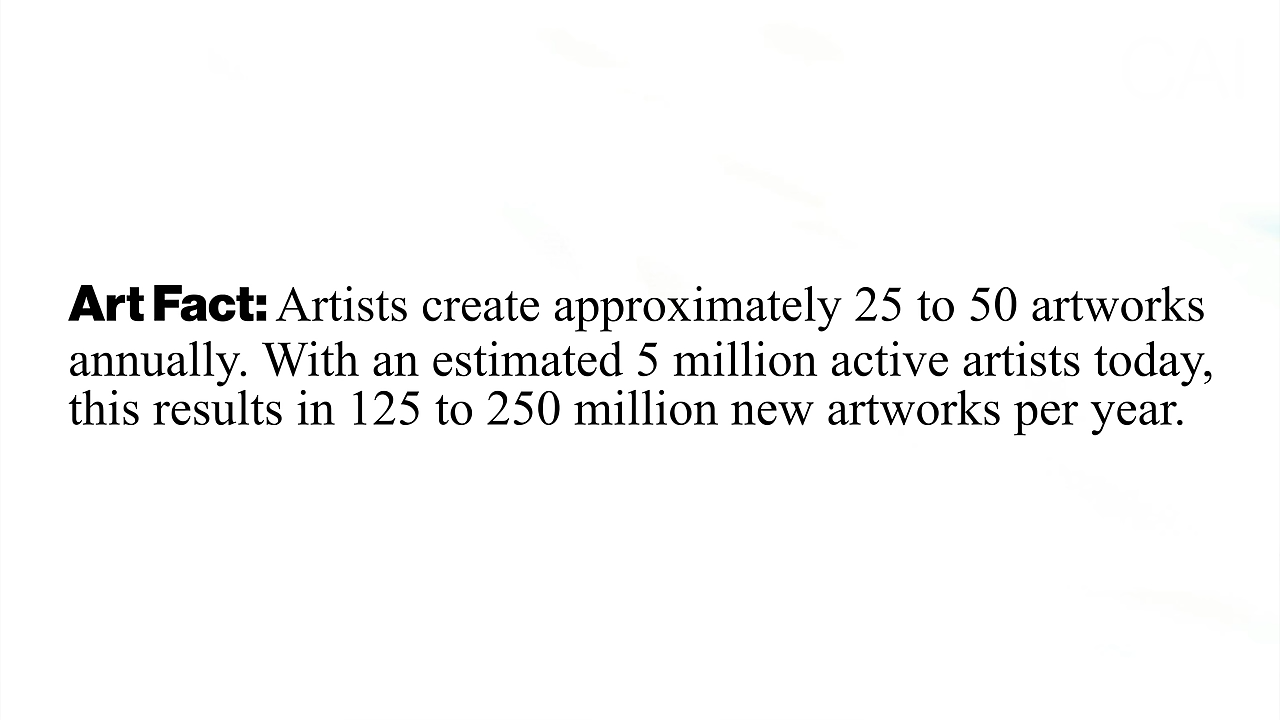 CAI
Art Fact: Artists create approximately 25 to 50 artworks
annually. With an estimated 5 million active artists today,
this results in 125 to 250 million new artworks per year.